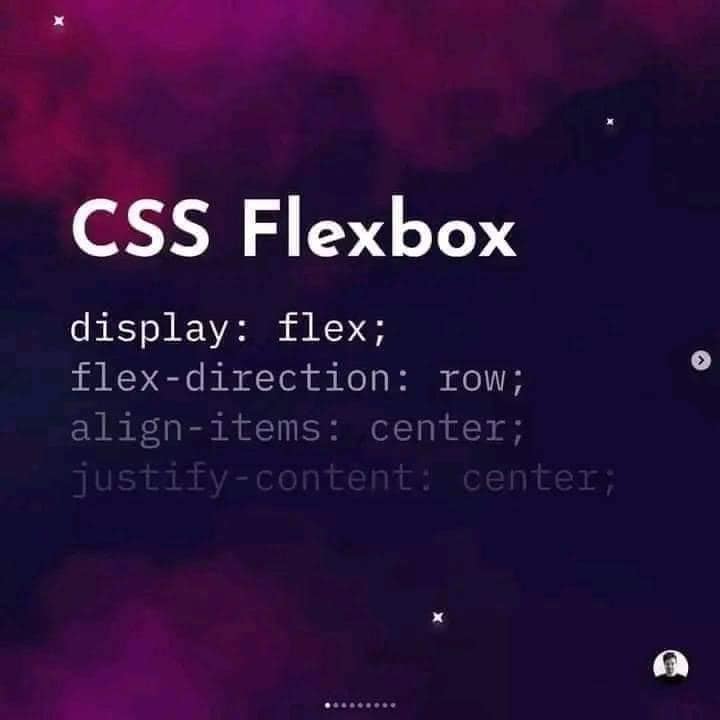 CSS Flexbox
display: flex;
flex-direction: row;
align-items: center;
justify-content: center;